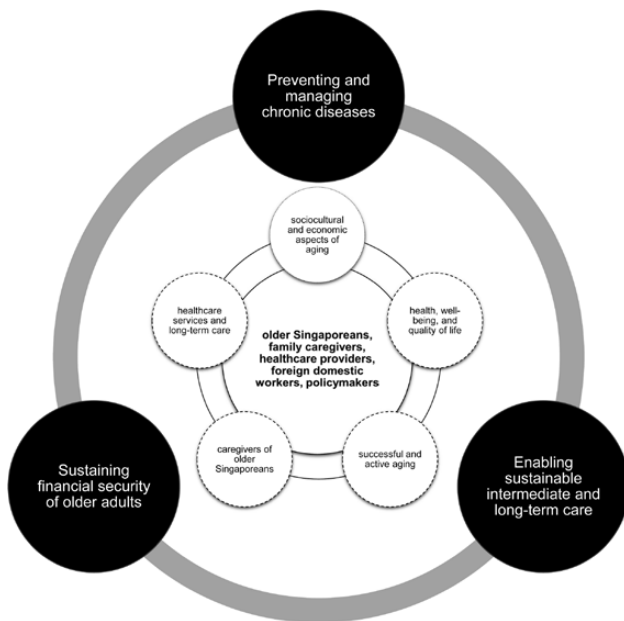 Preventing and
managing
chronic diseases
sociocultural
and economic
aspects of
aging
healthcare
services and
long-term care
health, well-
being, and
quality of life
older Singaporeans,
family caregivers,
healthcare providers,
foreign domestic
workers, policymakers
caregivers of
older
Singaporeans
successful and
active aging
Sustaining
financial security
of older adults
Enabling
sustainable
intermediate and
long-term care